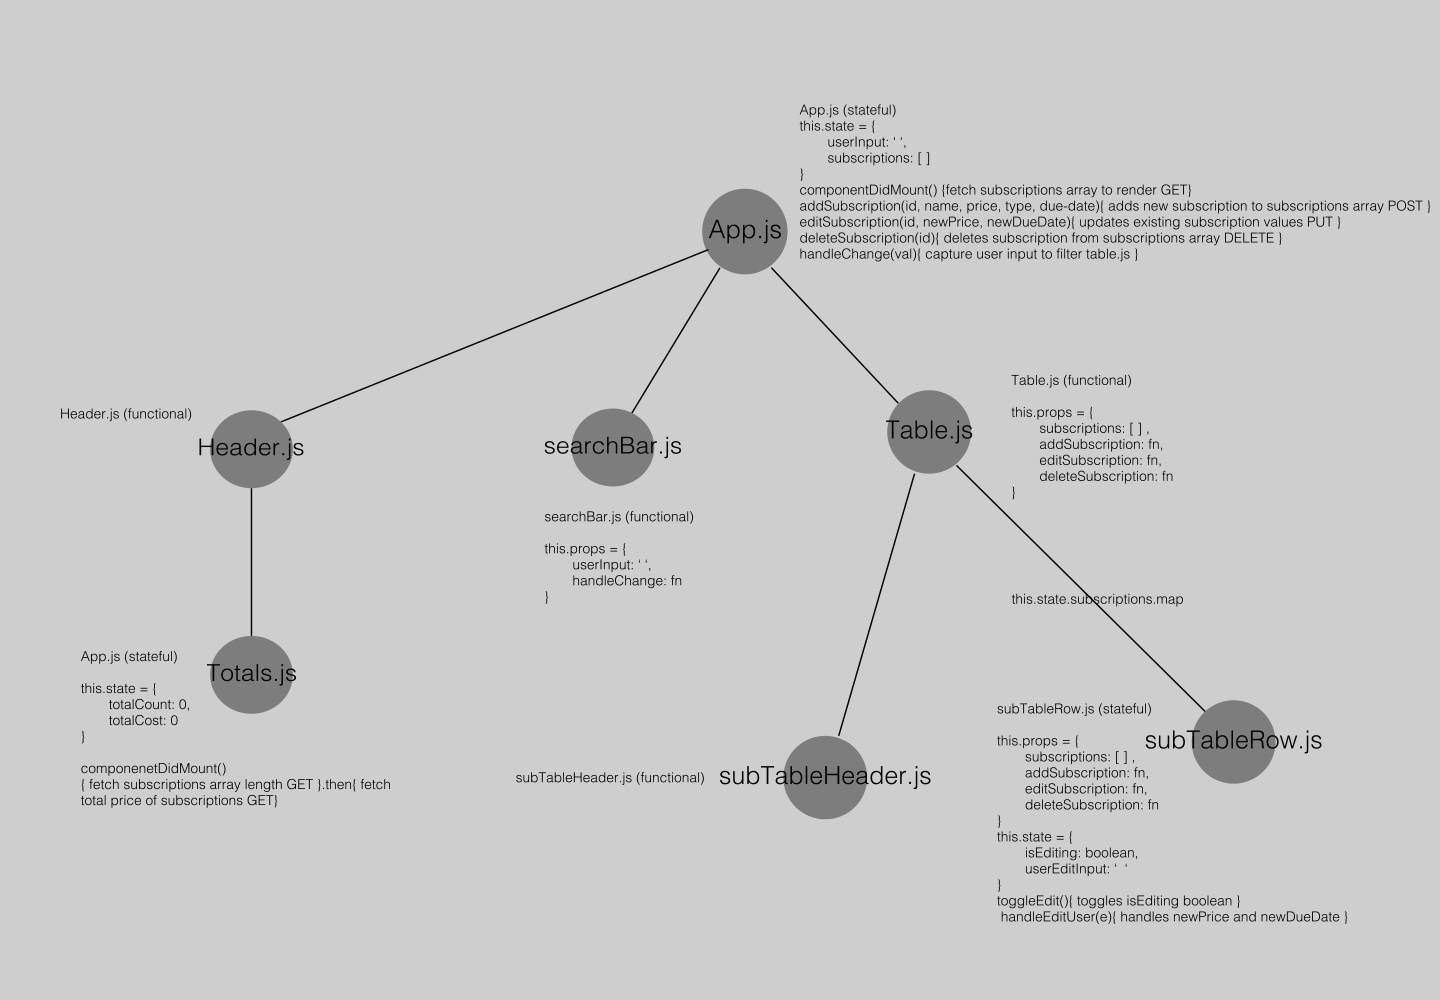 App.js (stateful)
this.state = {
userInput: ‘ ‘,
subscriptions: [ ]
}
componentDidMount() {fetch subscriptions array to render GET}
addSubscription(id, name, price, type, due-date){ adds new subscription to subscriptions array POST }
editSubscription(id, newPrice, newDueDate){ updates existing subscription values PUT }
deleteSubscription(id){ deletes subscription from subscriptions array DELETE }
handleChange(val){ capture user input to filter table.js }
App.js
Header.js (functional)
Header.js
searchBar.js
searchBar.js (functional)
this.props = {
userInput: ‘ ‘,
handleChange: fn
}
Table.js
Table.js (functional)
this.props = {
subscriptions: [ ] ,
addSubscription: fn,
editSubscription: fn,
deleteSubscription: fn
}
this.state.subscriptions.map
App.js (stateful)
this.state = {
totalCount: 0,
totalCost: 0
}
componenetDidMount()
{ fetch subscriptions array length GET }.then{ fetch
total price of subscriptions GET}
Totals.js
subTableHeader.js (functional)
subTableHeader.js
subTableRow.js (stateful)
this.props = {
subscriptions: [ ] ,
addSubscription: fn,
editSubscription: fn,
deleteSubscription: fn
}
this.state = {
isEditing: boolean,
userEditInput: ‘ ‘
}
toggleEdit(){ toggles isEditing boolean }
handleEditUser(e){ handles newPrice and newDueDate }
subTableRow.js